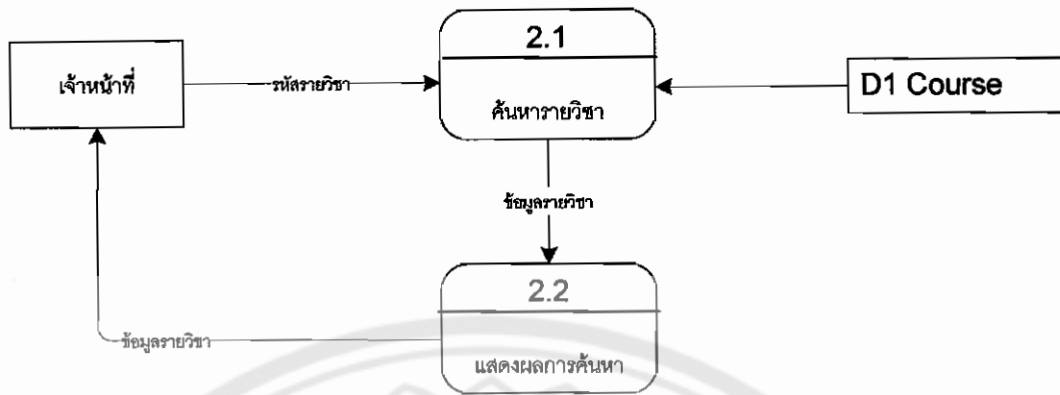 2.1
เจ้าหน้าที่
รหัสรายวิชา
ค้นหารายวิชา
D1 Course
ข้อมูลรายวิชา
2.2
ข้อมูลรายวิชา
แสดงผลการค้นหา